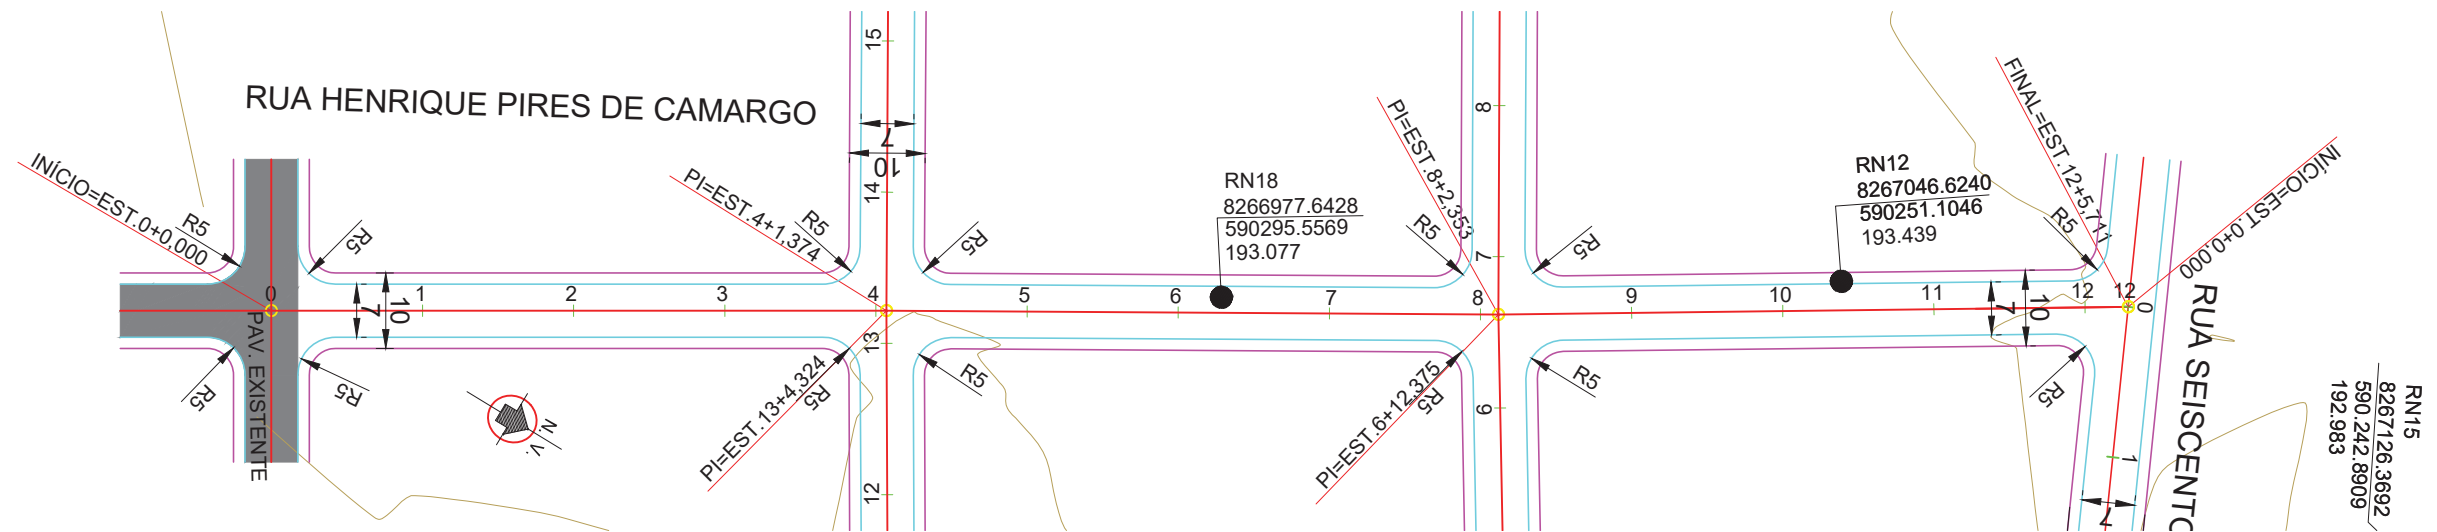 RUA HENRIQUE PIRES DE CAMARGO
INÍCIO=EST.0+0,000
R5
R5
R5
R5
PAV. EXISTENTE
0
1
2
3
4
5
6
7
8
9
10
11
12
12
7
10
N.
V.
PI=EST.4+1,374
R5
R5
R5
R5
PI=EST.13+4,324
15
14
13
12
7
10
RN18
8266977.6428
590295.5569
193.077
PI=EST.8+2,353
R5
R5
R5
R5
PI=EST.6+12,375
8
7
6
RN12
8267046.6240
590251.1046
193.439
FINAL=EST.12+5,711
R5
R5
7
10
INÍCIO=EST.0+0.000
0
1
7
RUA SEISCENTO
RN15
8267126.3692
590.242.8909
192.983